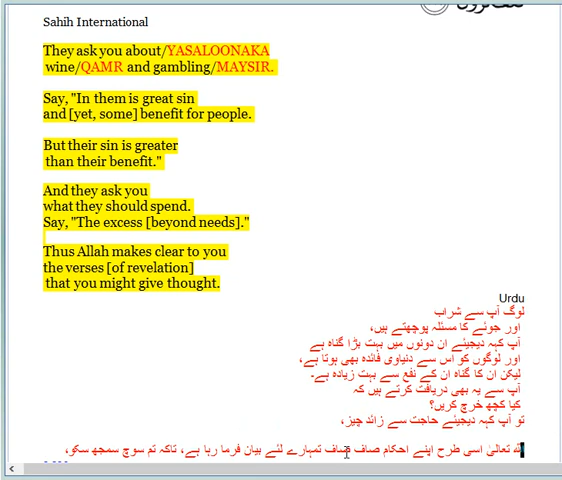 Sahih International
They ask you about/YASALOONAKA
wine/QAMR and gambling/MAYSIR.
Say, "In them is great sin
and [yet, some] benefit for people.
But their sin is greater
than their benefit."
And they ask you
what they should spend.
Say, "The excess [beyond needs]."
Thus Allah makes clear to you
the verses [of revelation]
that you might give thought.
Urdu
لوگ آپ سے شراب
اور جوئے کا مسئلہ پوچھتے ہیں،
آپ کہہ دیجیئے ان دونوں میں بہت بڑا گناه ہے
اور لوگوں کو اس سے دنیاوی فائده بھی ہوتا ہے،
لیکن ان کا گناه ان کے نفع سے بہت زیاده ہے۔
آپ سے یہ بھی دریافت کرتے ہیں کہ
کیا کچھ خرچ کریں؟
تو آپ کہہ دیجیئے حاجت سے زائد چیز،
تعالیٰ اسی طرح اپنے احکام صاف صاف تمہارے لئے بیان فرما رہا ہے، تاکہ تم سوچ سمجھ سکو،